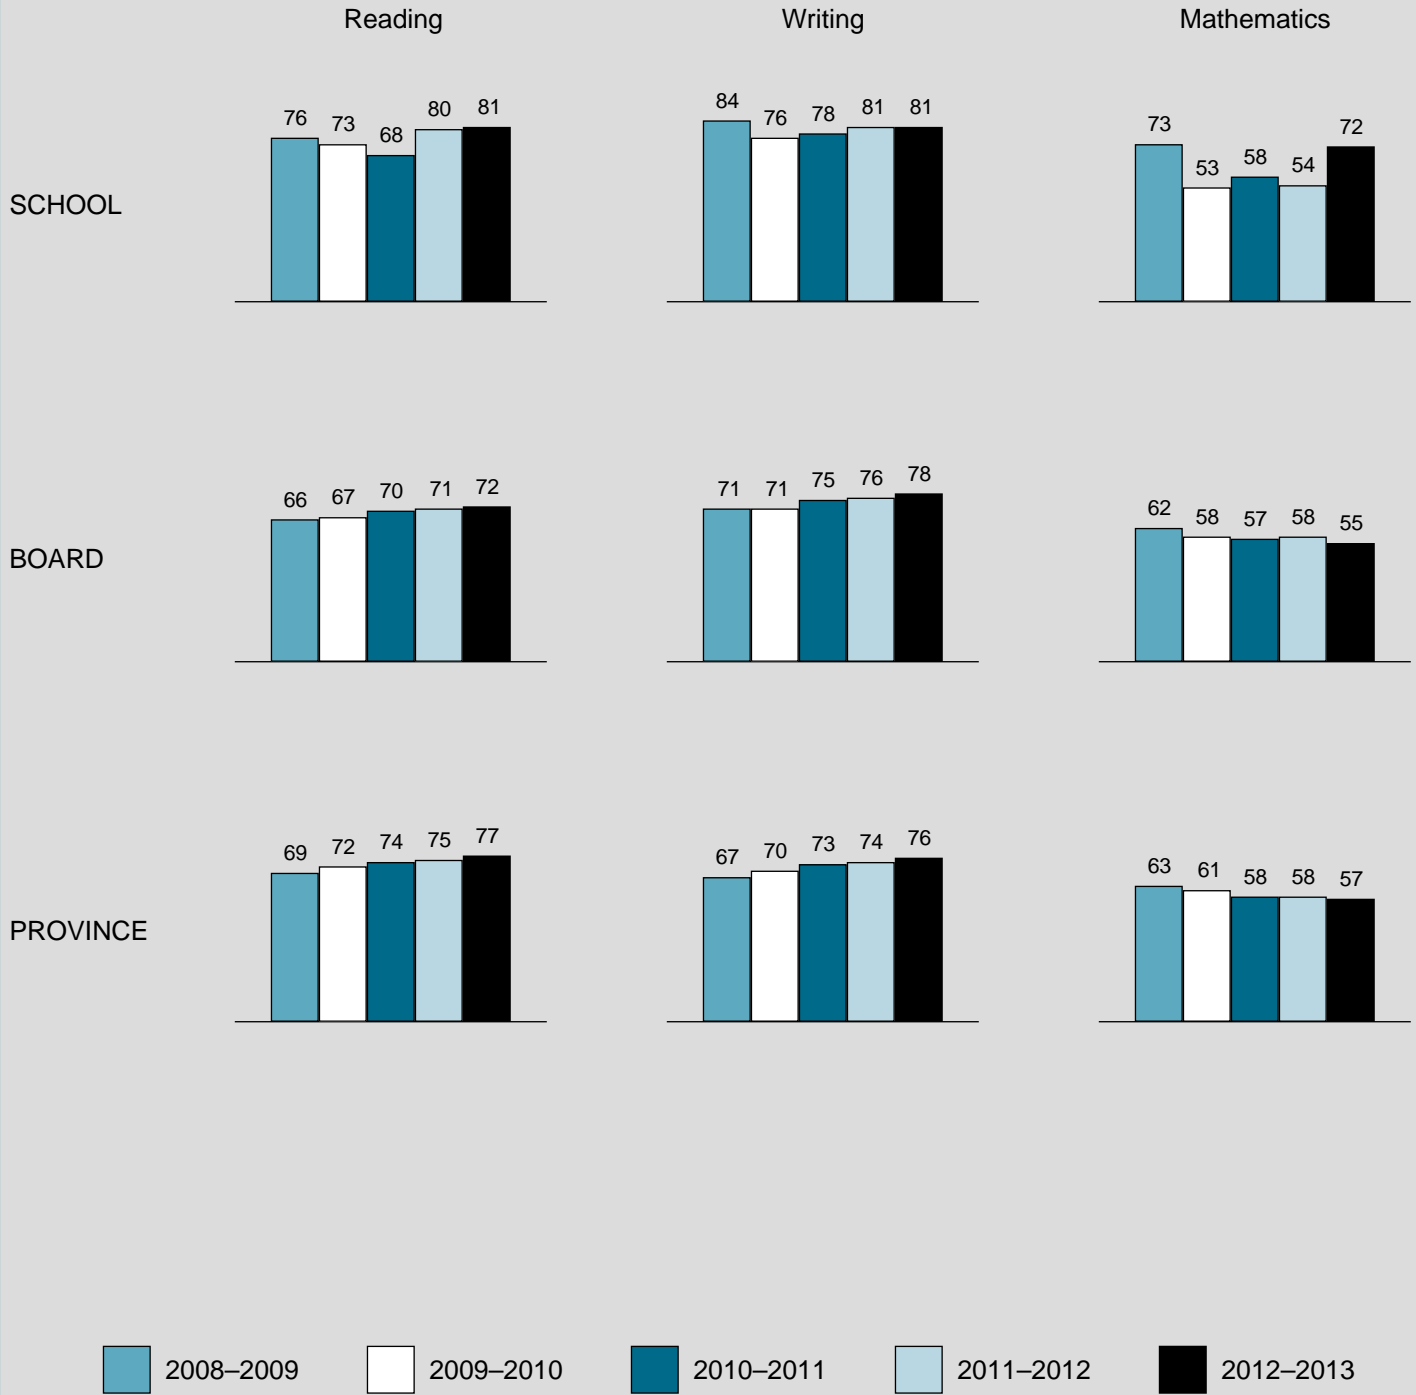 Reading Writing Mathematics
SCHOOL
76 73 68 80 81
84 76 78 81 81
73 53 58 54 72
BOARD
66 67 70 71 72
71 71 75 76 78
62 58 57 58 55
PROVINCE
69 72 74 75 77
67 70 73 74 76
63 61 58 58 57
2008–2009 2009–2010 2010–2011 2011–2012 2012–2013